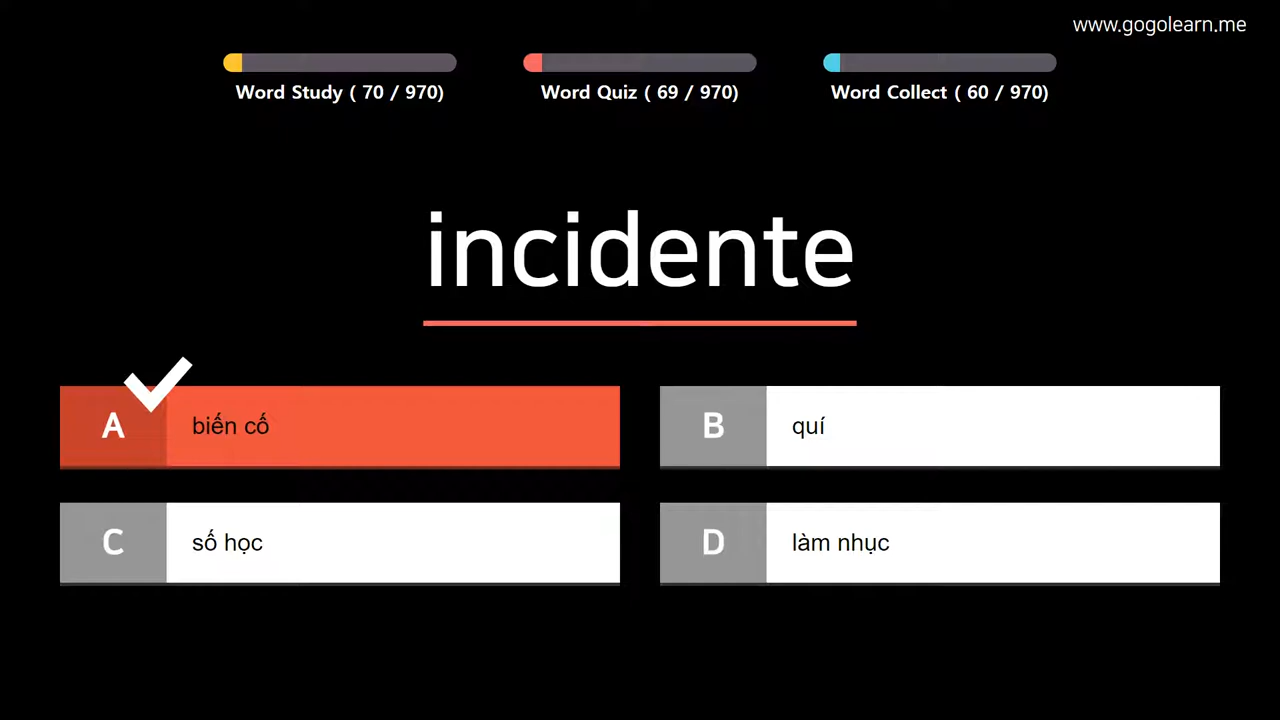 www.gogolearn.me
Word Study ( 70 / 970)
Word Quiz ( 69 / 970)
Word Collect ( 60 / 970)
incidente
A biến cố
B quí
C số học
D làm nhục